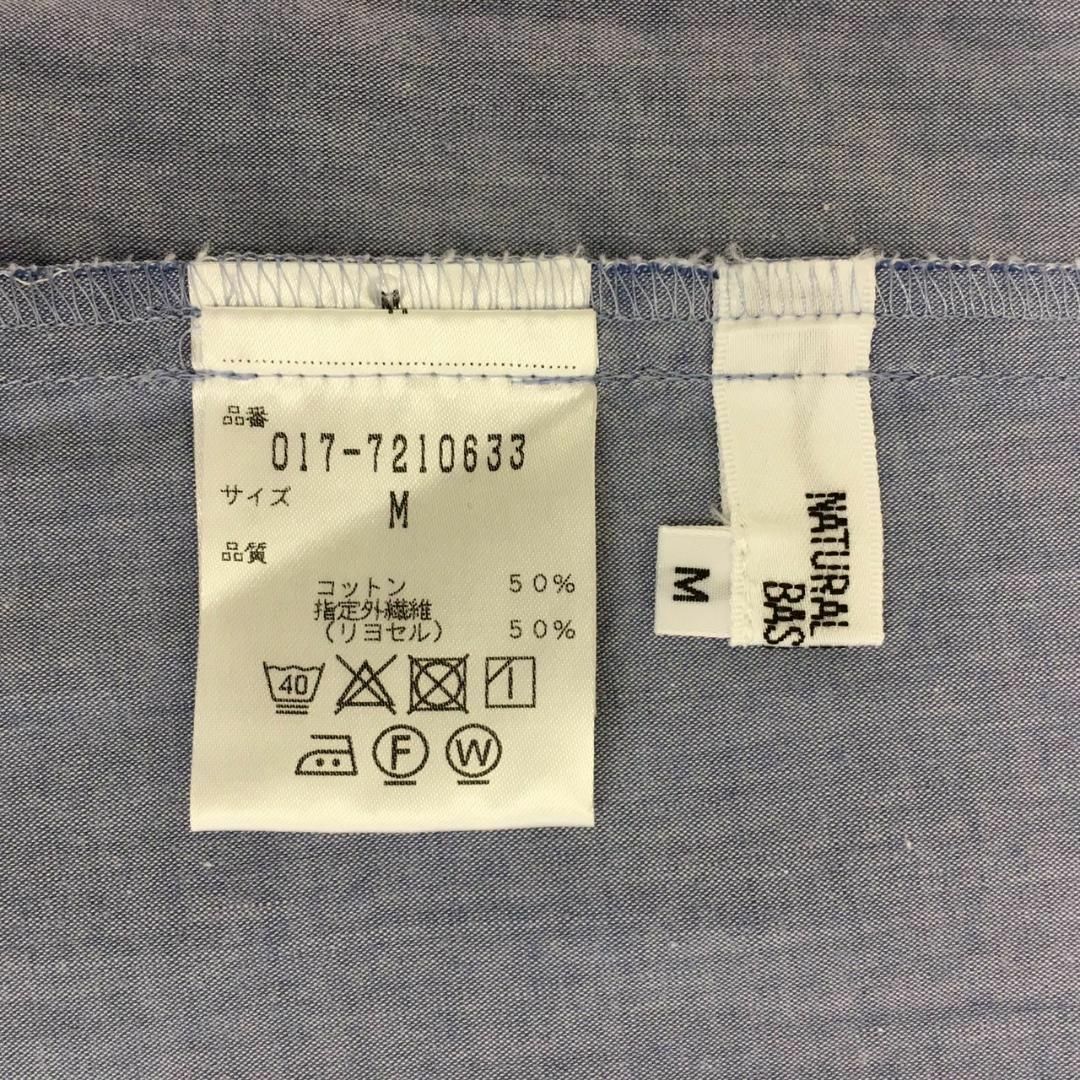 品番
017-7210633
サイズ
M
品質
コットン 50%
指定外繊維
(リヨセル) 50%
40
F
W
NATURAL
BAS
M